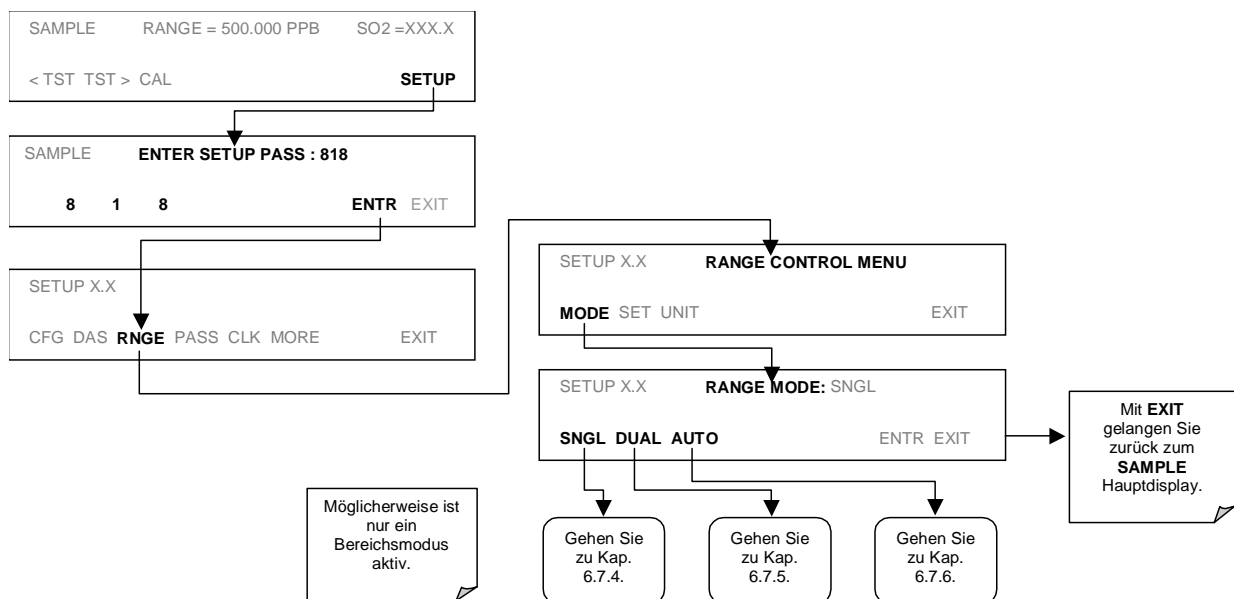 SAMPLE RANGE = 500.000 PPB SO2 =XXX.X
< TST TST > CAL SETUP
SAMPLE ENTER SETUP PASS : 818
8 1 8 ENTR EXIT
SETUP X.X
CFG DAS RNGE PASS CLK MORE EXIT
SETUP X.X RANGE CONTROL MENU
MODE SET UNIT EXIT
SETUP X.X RANGE MODE: SNGL
SNGL DUAL AUTO ENTR EXIT
Mit EXIT
gelangen Sie
zurück zum
SAMPLE
Hauptdisplay.
Möglicherweise ist
nur ein
Bereichsmodus
aktiv.
Gehen Sie
zu Kap.
6.7.4.
Gehen Sie
zu Kap.
6.7.5.
Gehen Sie
zu Kap.
6.7.6.